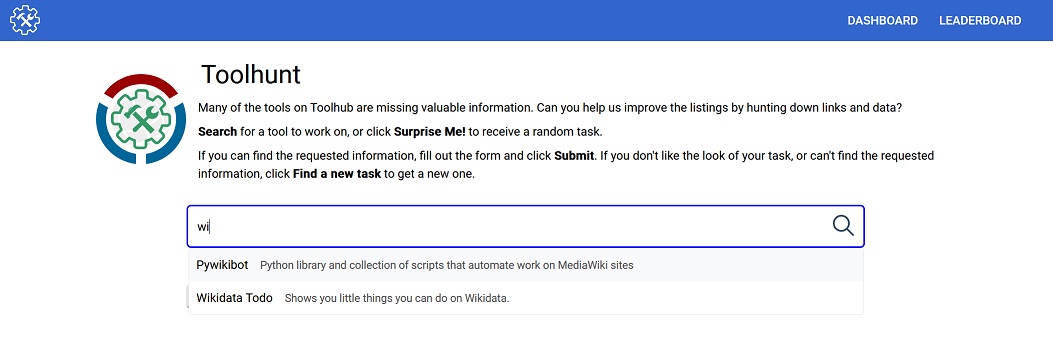 DASHBOARD LEADERBOARD
Toolhunt
Many of the tools on Toolhub are missing valuable information. Can you help us improve the listings by hunting down links and data?
Search for a tool to work on, or click Surprise Me! to receive a random task.
If you can find the requested information, fill out the form and click Submit. If you don't like the look of your task, or can't find the requested
information, click Find a new task to get a new one.
wi
Pywikibot Python library and collection of scripts that automate work on MediaWiki sites
Wikidata Todo Shows you little things you can do on Wikidata.